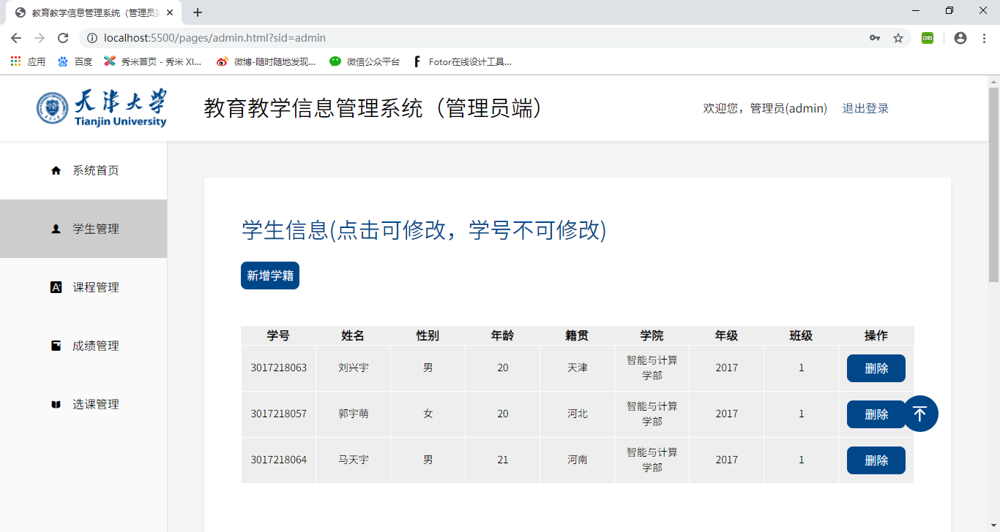 教育教学信息管理系统（管理员
localhost:5500/pages/admin.html?sid=admin
CORS
应用 百度 秀米首页 - 秀米 XI... 微博-随时随地发现... 微信公众平台 Fotor在线设计工具...
天津大学
Tianjin University
教育教学信息管理系统（管理员端）
欢迎您，管理员(admin) 退出登录
系统首页
学生管理
课程管理
成绩管理
选课管理
学生信息(点击可修改，学号不可修改)
新增学籍
学号 姓名 性别 年龄 籍贯 学院 年级 班级 操作
3017218063 刘兴宇 男 20 天津 智能与计算学部 2017 1 删除
3017218057 郭宇萌 女 20 河北 智能与计算学部 2017 1 删除
3017218064 马天宇 男 21 河南 智能与计算学部 2017 1 删除